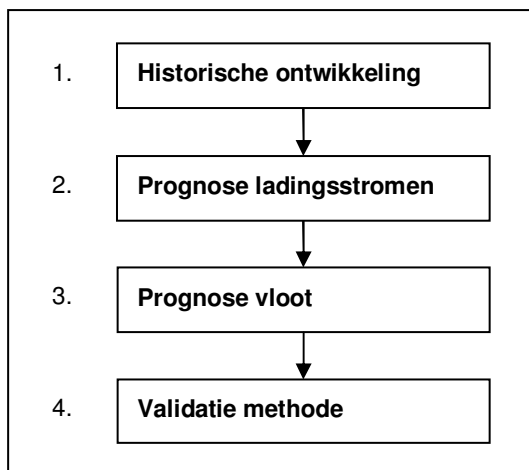 1. Historische ontwikkeling
2. Prognose ladingsstromen
3. Prognose vloot
4. Validatie methode